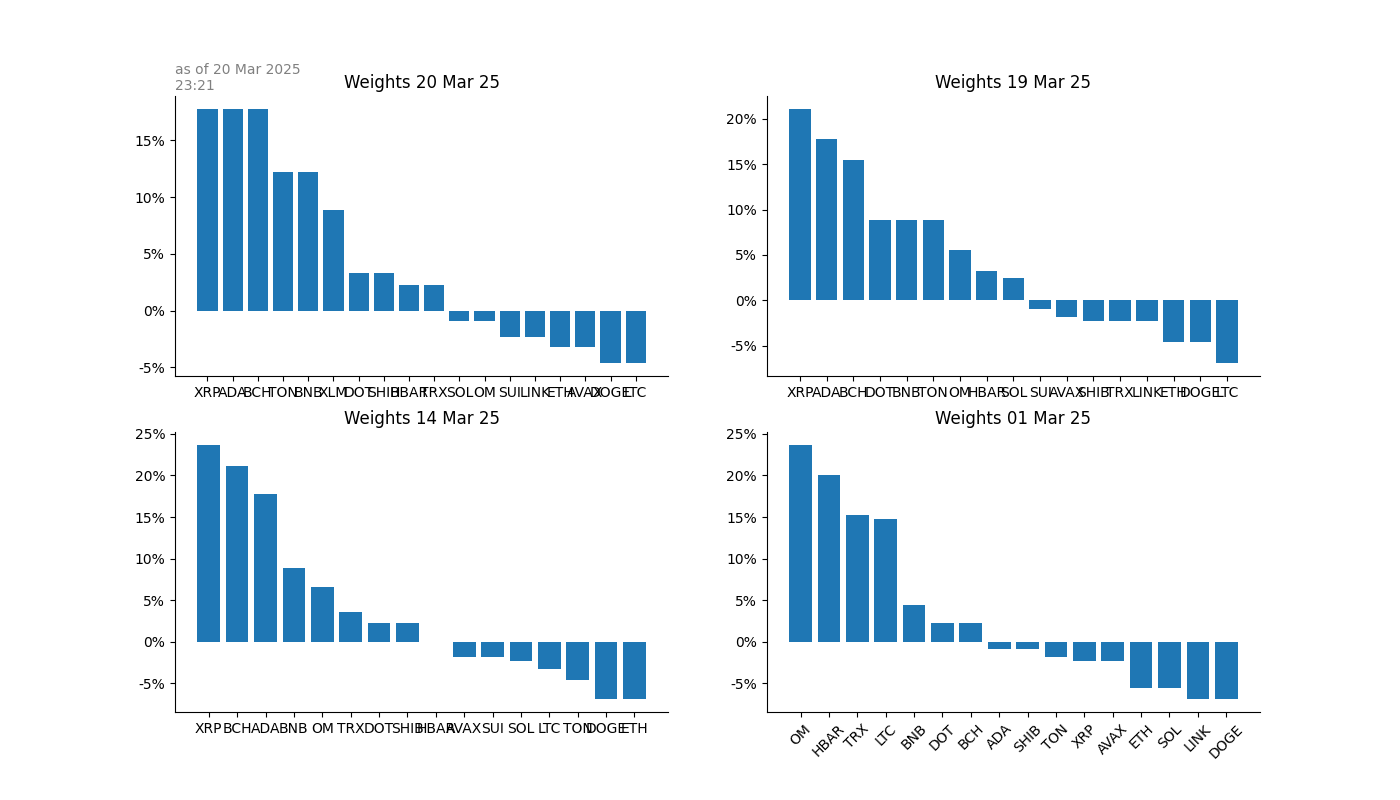 as of 20 Mar 2025
23:21
Weights 20 Mar 25
15%
10%
5%
0%
-5%
XRP ADA BCH TON BNB XLM DOT SHIB HBAR TRX SOL OM SUI LINK ETH AVAX DOGE LTC
Weights 19 Mar 25
20%
15%
10%
5%
0%
-5%
XRP ADA BCH DOT BNB TON OM HBAR SOL SUI AVAX SHIB TRX LINK ETH DOGE LTC
Weights 14 Mar 25
25%
20%
15%
10%
5%
0%
-5%
XRP BCH ADA BNB OM TRX DOT SHIB HBAR AVAX SUI SOL LTC TON DOGE ETH
Weights 01 Mar 25
25%
20%
15%
10%
5%
0%
-5%
OM HBAR TRX LTC BNB DOT BCH ADA SHIB TON XRP AVAX ETH SOL LINK DOGE